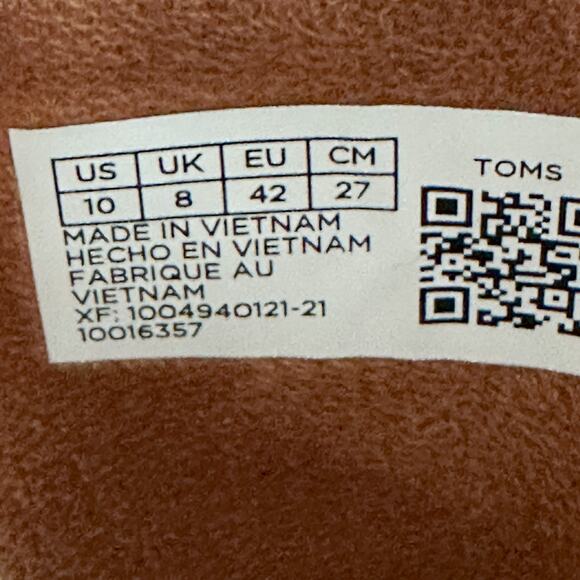 US UK EU CM
10 8 42 27
MADE IN VIETNAM
HECHO EN VIETNAM
FABRIQUE AU
VIETNAM
XF: 1004940121-21
10016357
TOMS